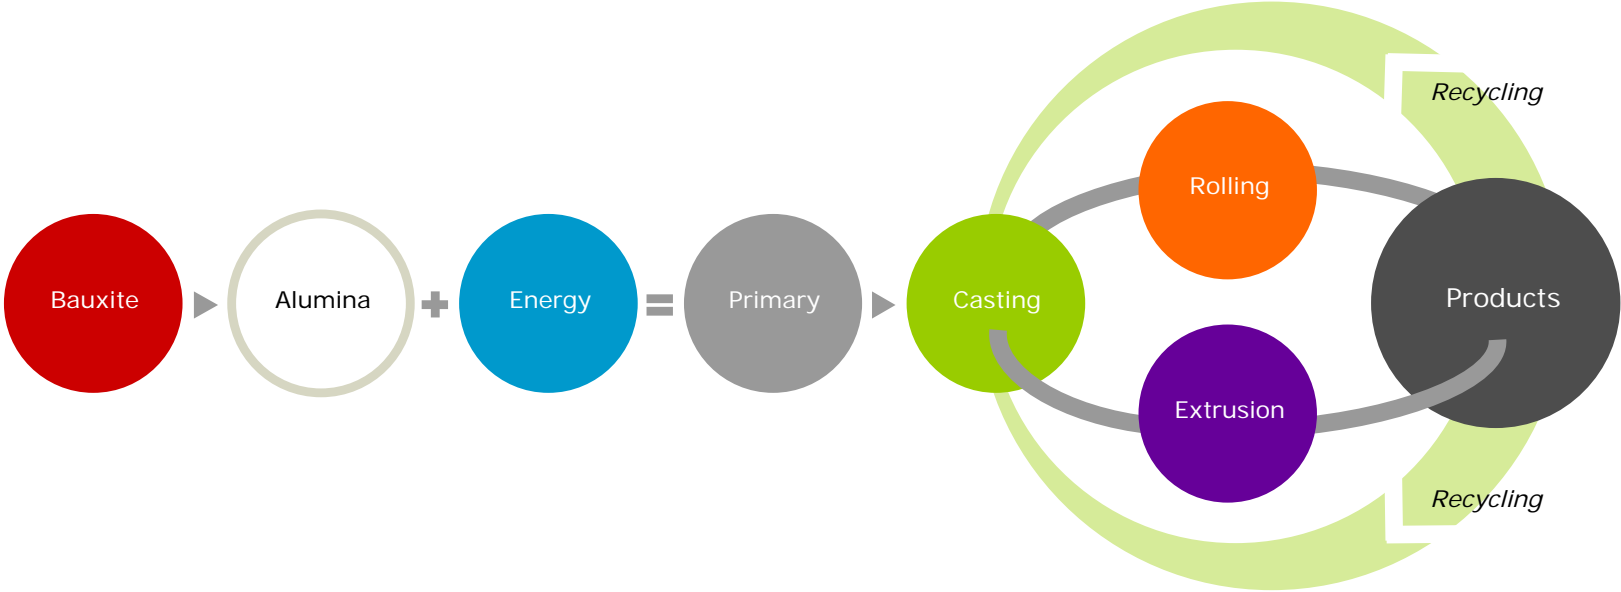 Bauxite
Alumina
Energy
Primary
Casting
Rolling
Extrusion
Products
Recycling
Recycling